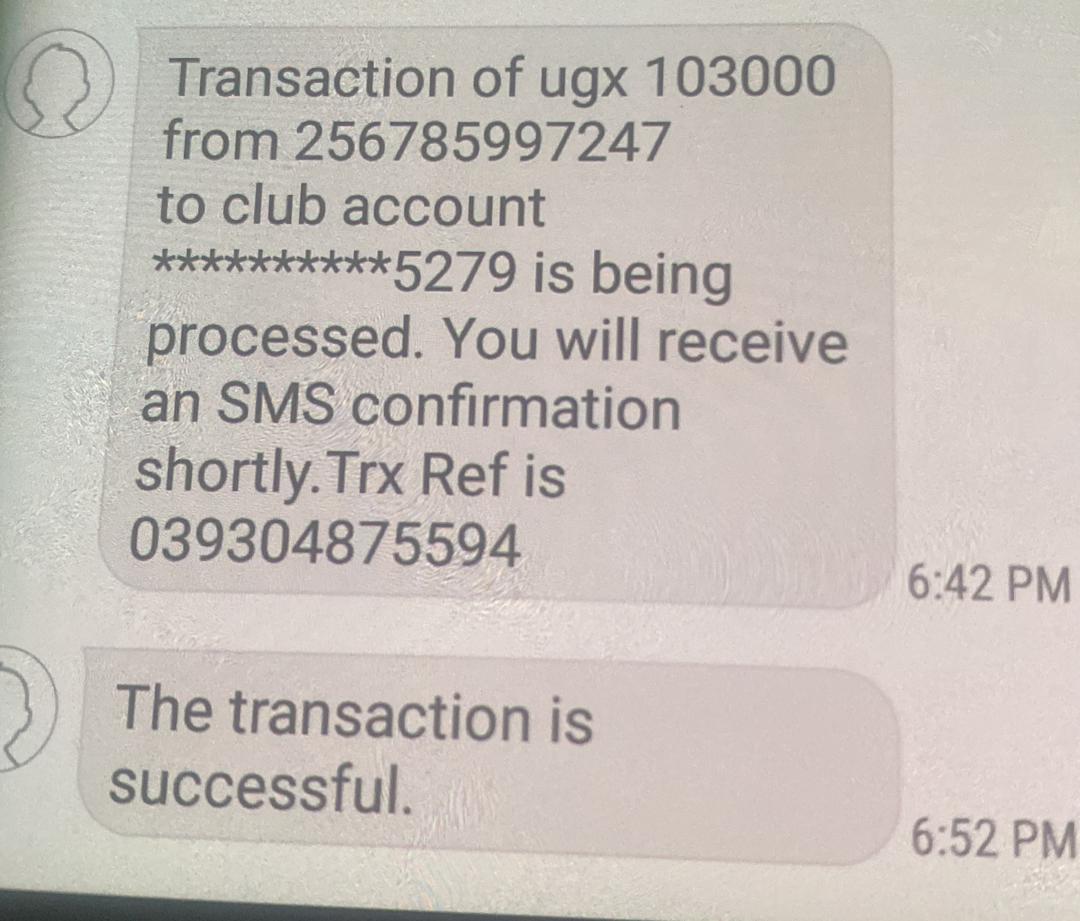 Transaction of ugx 103000
from 256785997247
to club account
**********5279 is being
processed. You will receive
an SMS confirmation
shortly.Trx Ref is
039304875594
6:42 PM
The transaction is
successful.
6:52 PM